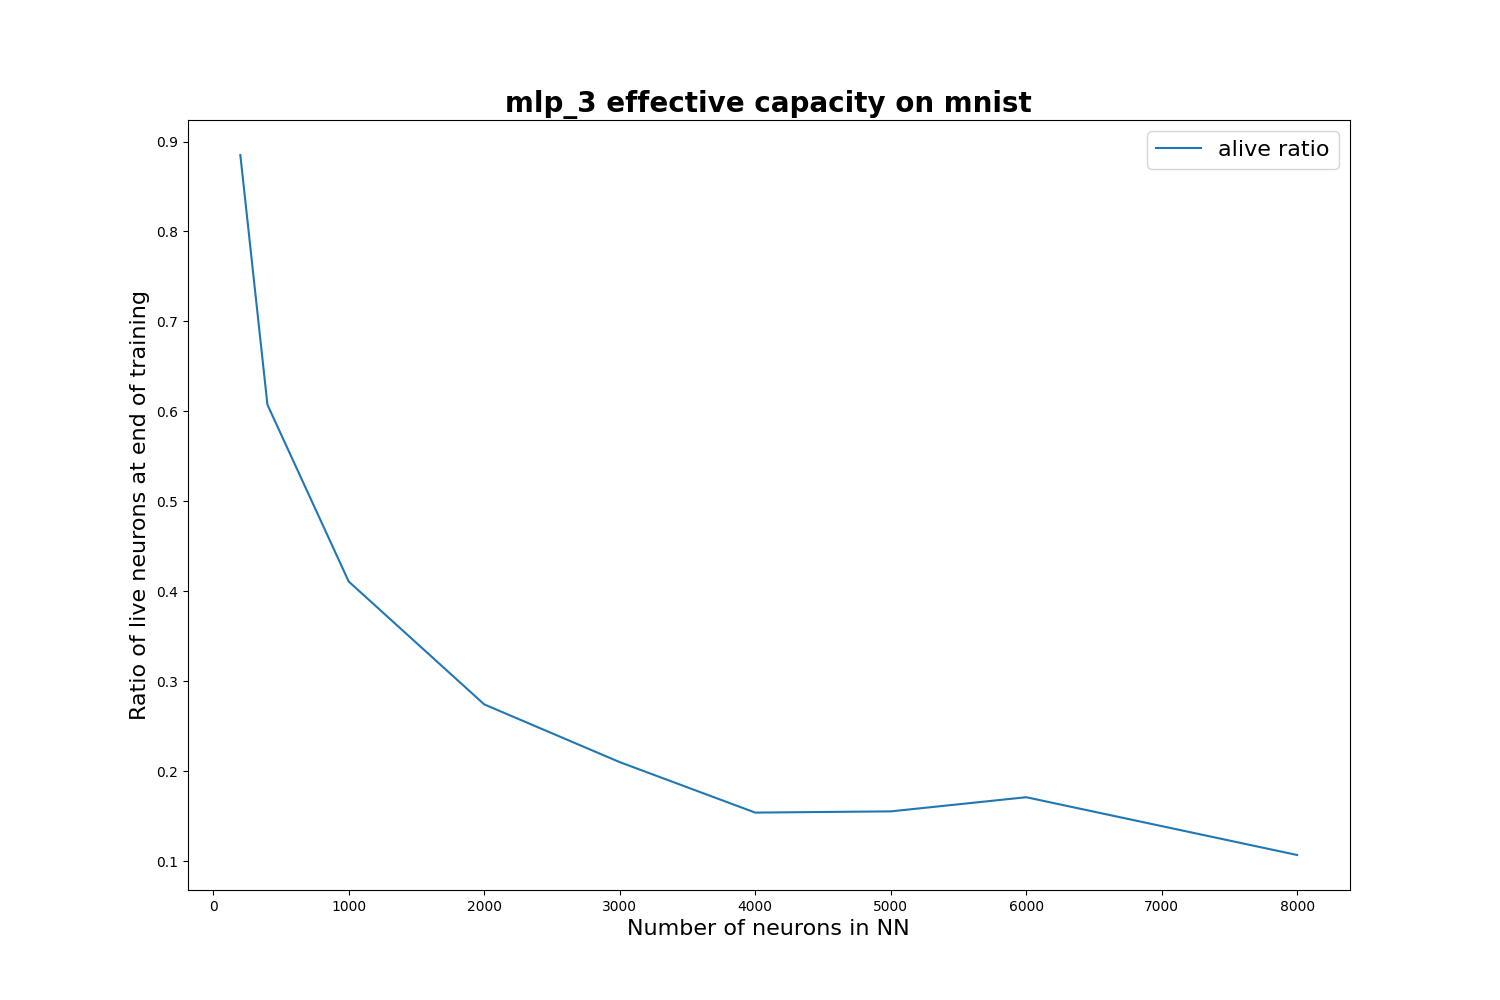 mlp_3 effective capacity on mnist
alive ratio
Ratio of live neurons at end of training
0.9
0.8
0.7
0.6
0.5
0.4
0.3
0.2
0.1
0 1000 2000 3000 4000 5000 6000 7000 8000
Number of neurons in NN